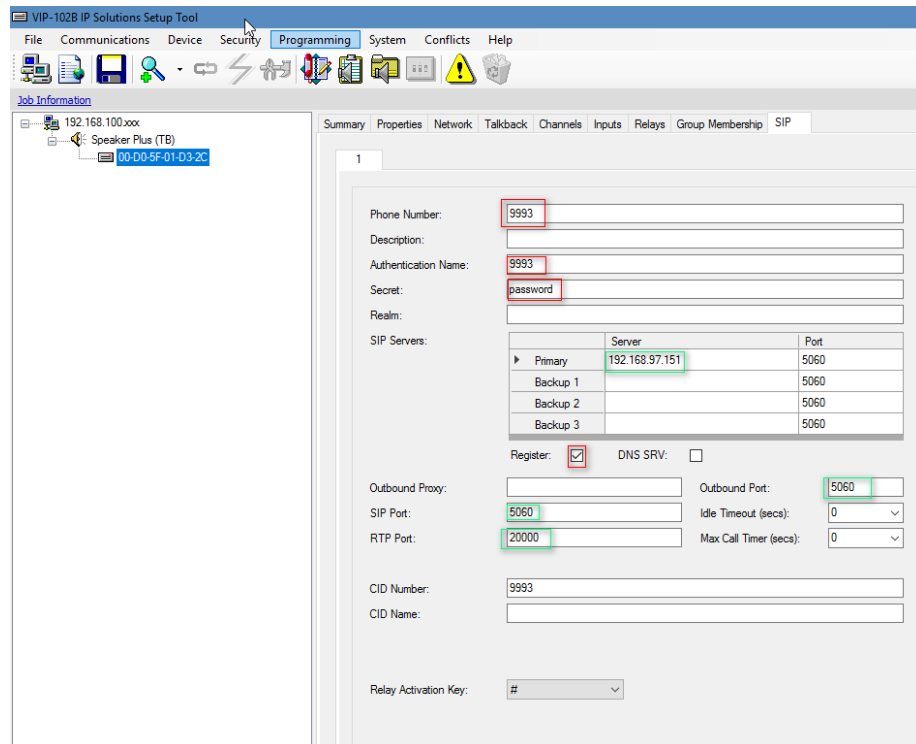 VIP-102B IP Solutions Setup Tool
File Communications Device Security Programming System Conflicts Help
Job Information
192.168.100.xxx
Speaker Plus (TB)
00-D0-5F-01-D3-2C
Summary Properties Network Talkback Channels Inputs Relays Group Membership SIP
1
Phone Number: 9993
Description:
Authentication Name: 9993
Secret: password
Realm:
SIP Servers: Server Port
Primary 192.168.97.151 5060
Backup 1 5060
Backup 2 5060
Backup 3 5060
Register: DNS SRV:
Outbound Proxy: Outbound Port: 5060
SIP Port: 5060 Idle Timeout (secs): 0
RTP Port: 20000 Max Call Timer (secs): 0
CID Number: 9993
CID Name:
Relay Activation Key: #